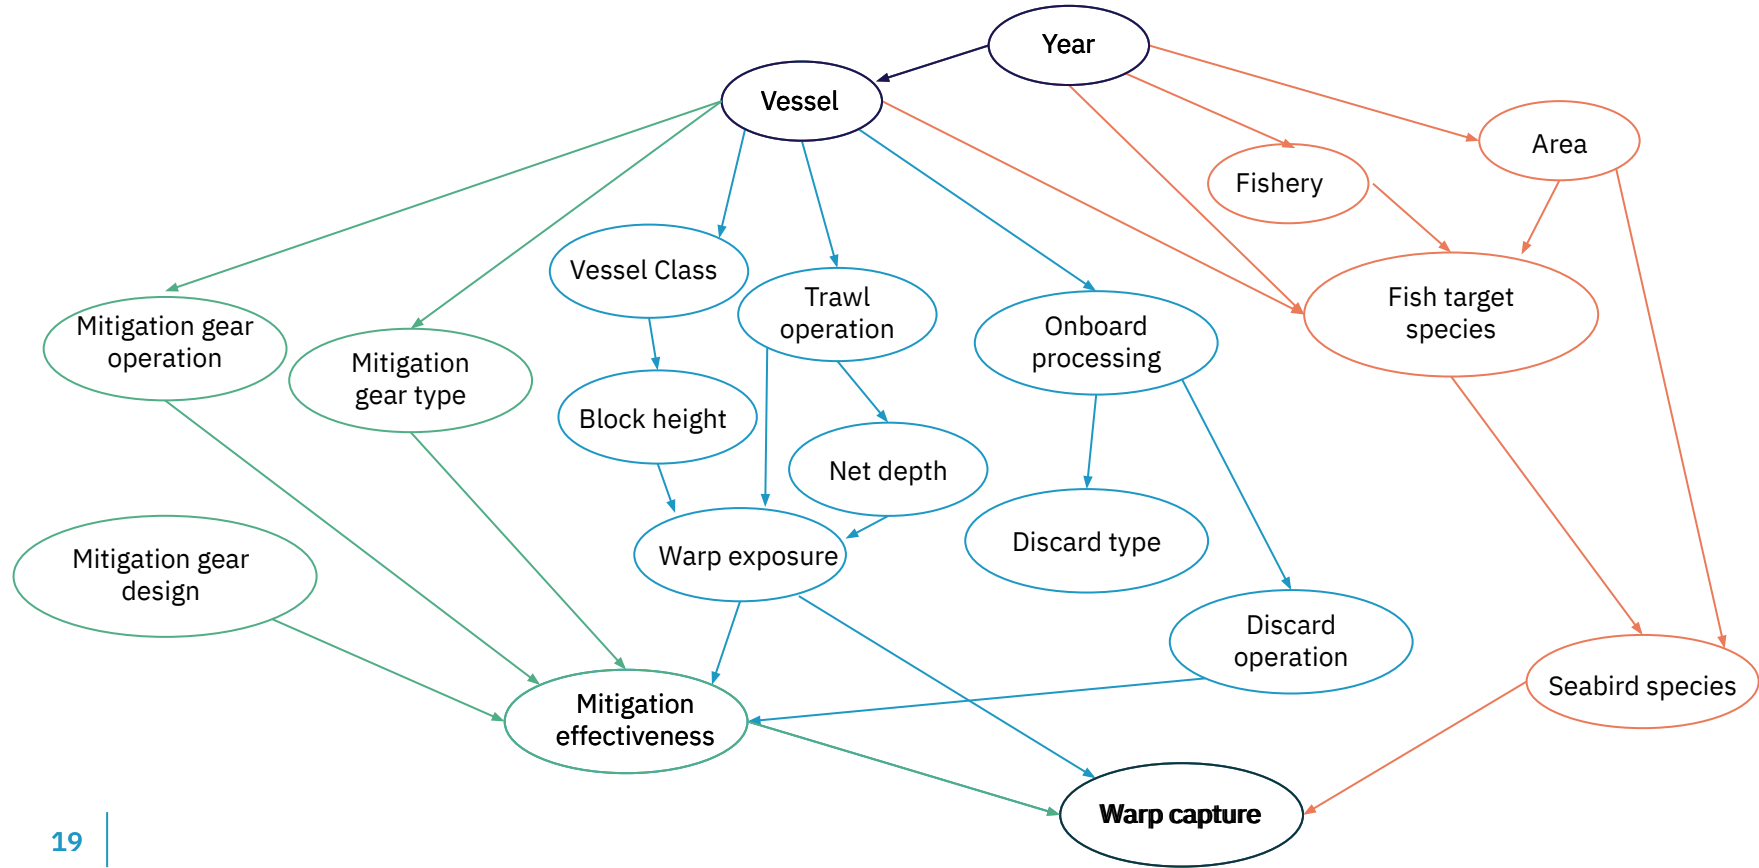 Year
Vessel
Area
Fishery
Vessel Class
Trawl
operation
Onboard
processing
Fish target
species
Mitigation gear
operation
Mitigation
gear type
Block height
Net depth
Mitigation gear
design
Warp exposure
Discard type
Discard
operation
Seabird species
Mitigation
effectiveness
Warp capture
19